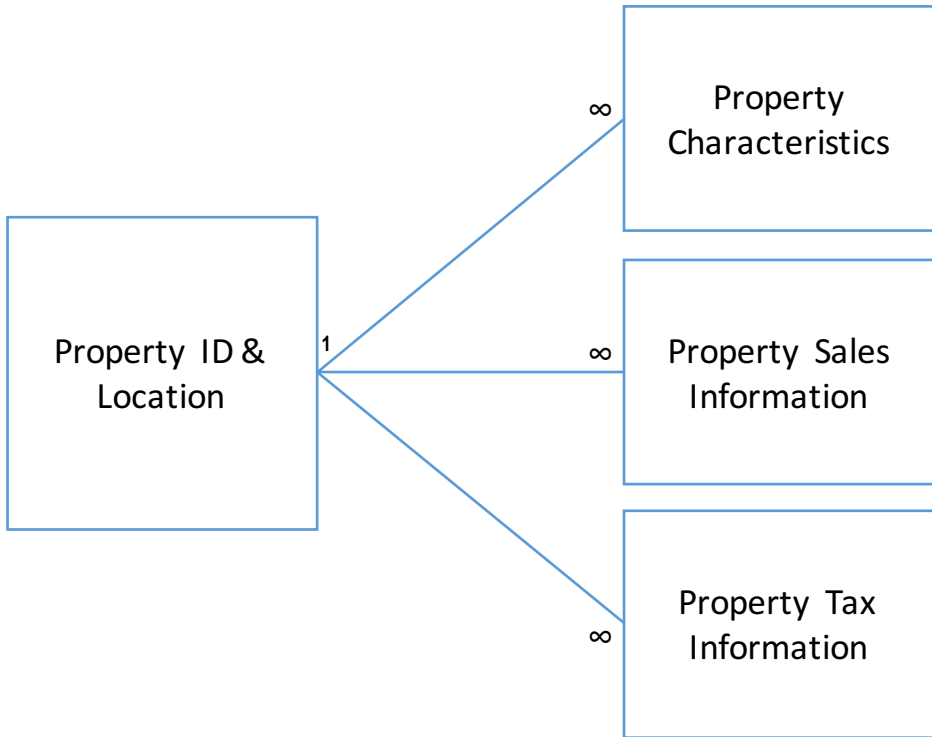 Property
Characteristics
∞
Property ID &
Location
1
∞
Property Sales
Information
∞
Property Tax
Information